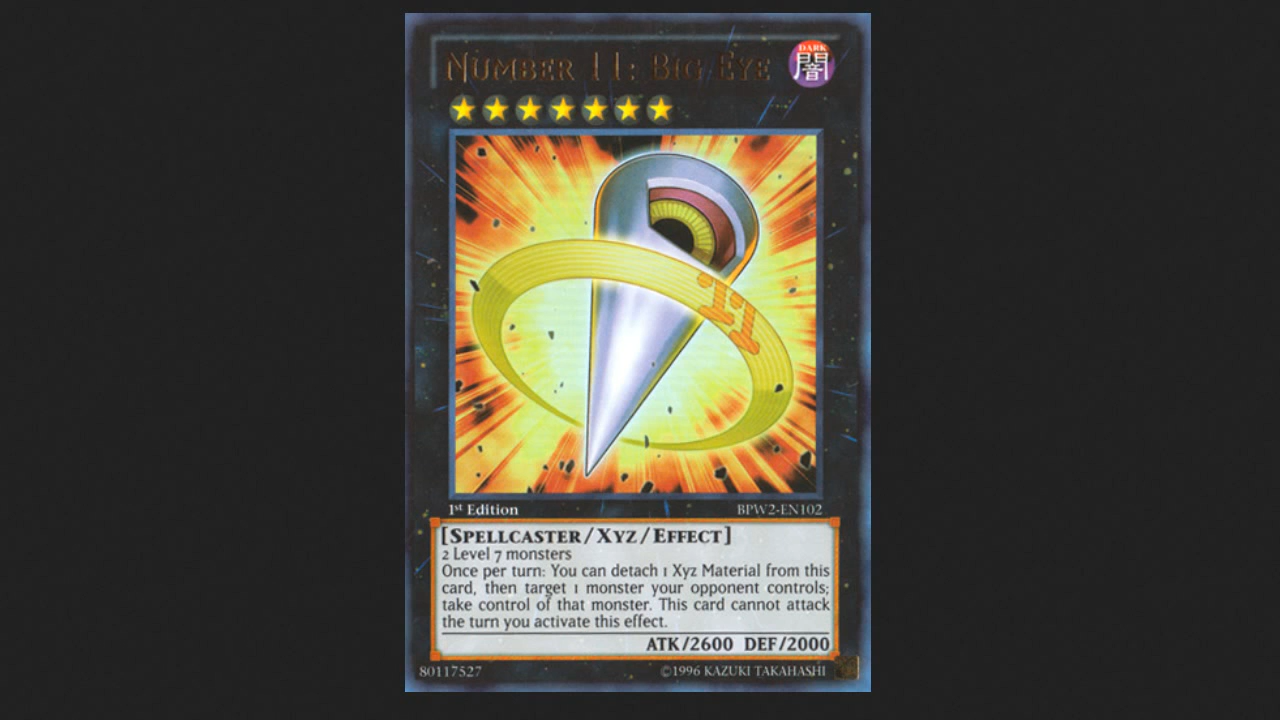 Number 11: Big Eye
DARK
闇
11
1st Edition
BPW2-EN102
[Spellcaster/Xyz/Effect]
2 Level 7 monsters
Once per turn: You can detach 1 Xyz Material from this
card, then target 1 monster your opponent controls;
take control of that monster. This card cannot attack
the turn you activate this effect.
ATK/2600 DEF/2000
80117527
©1996 KAZUKI TAKAHASHI